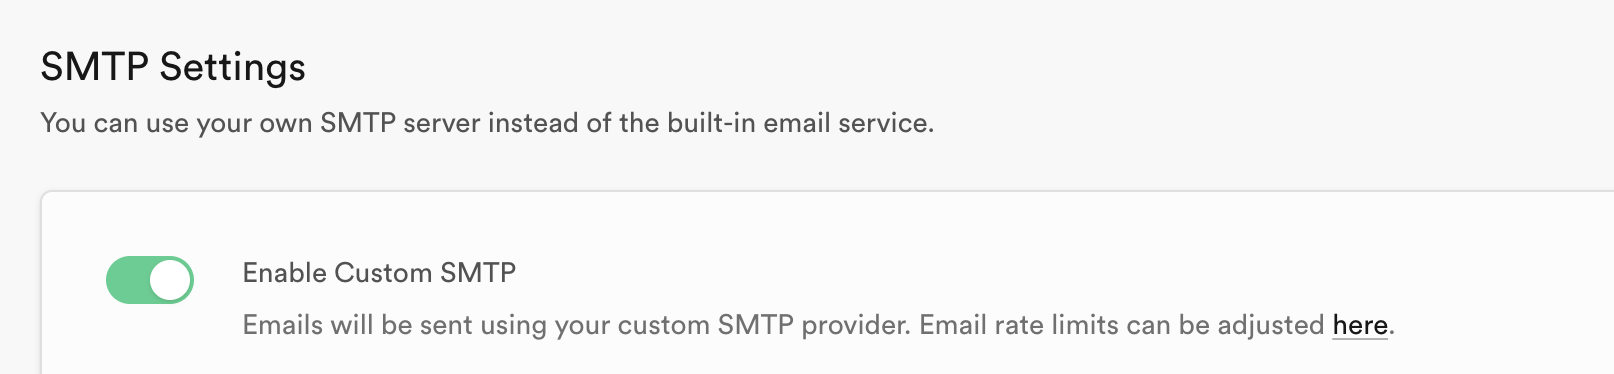 SMTP Settings
You can use your own SMTP server instead of the built-in email service.
Enable Custom SMTP
Emails will be sent using your custom SMTP provider. Email rate limits can be adjusted here.